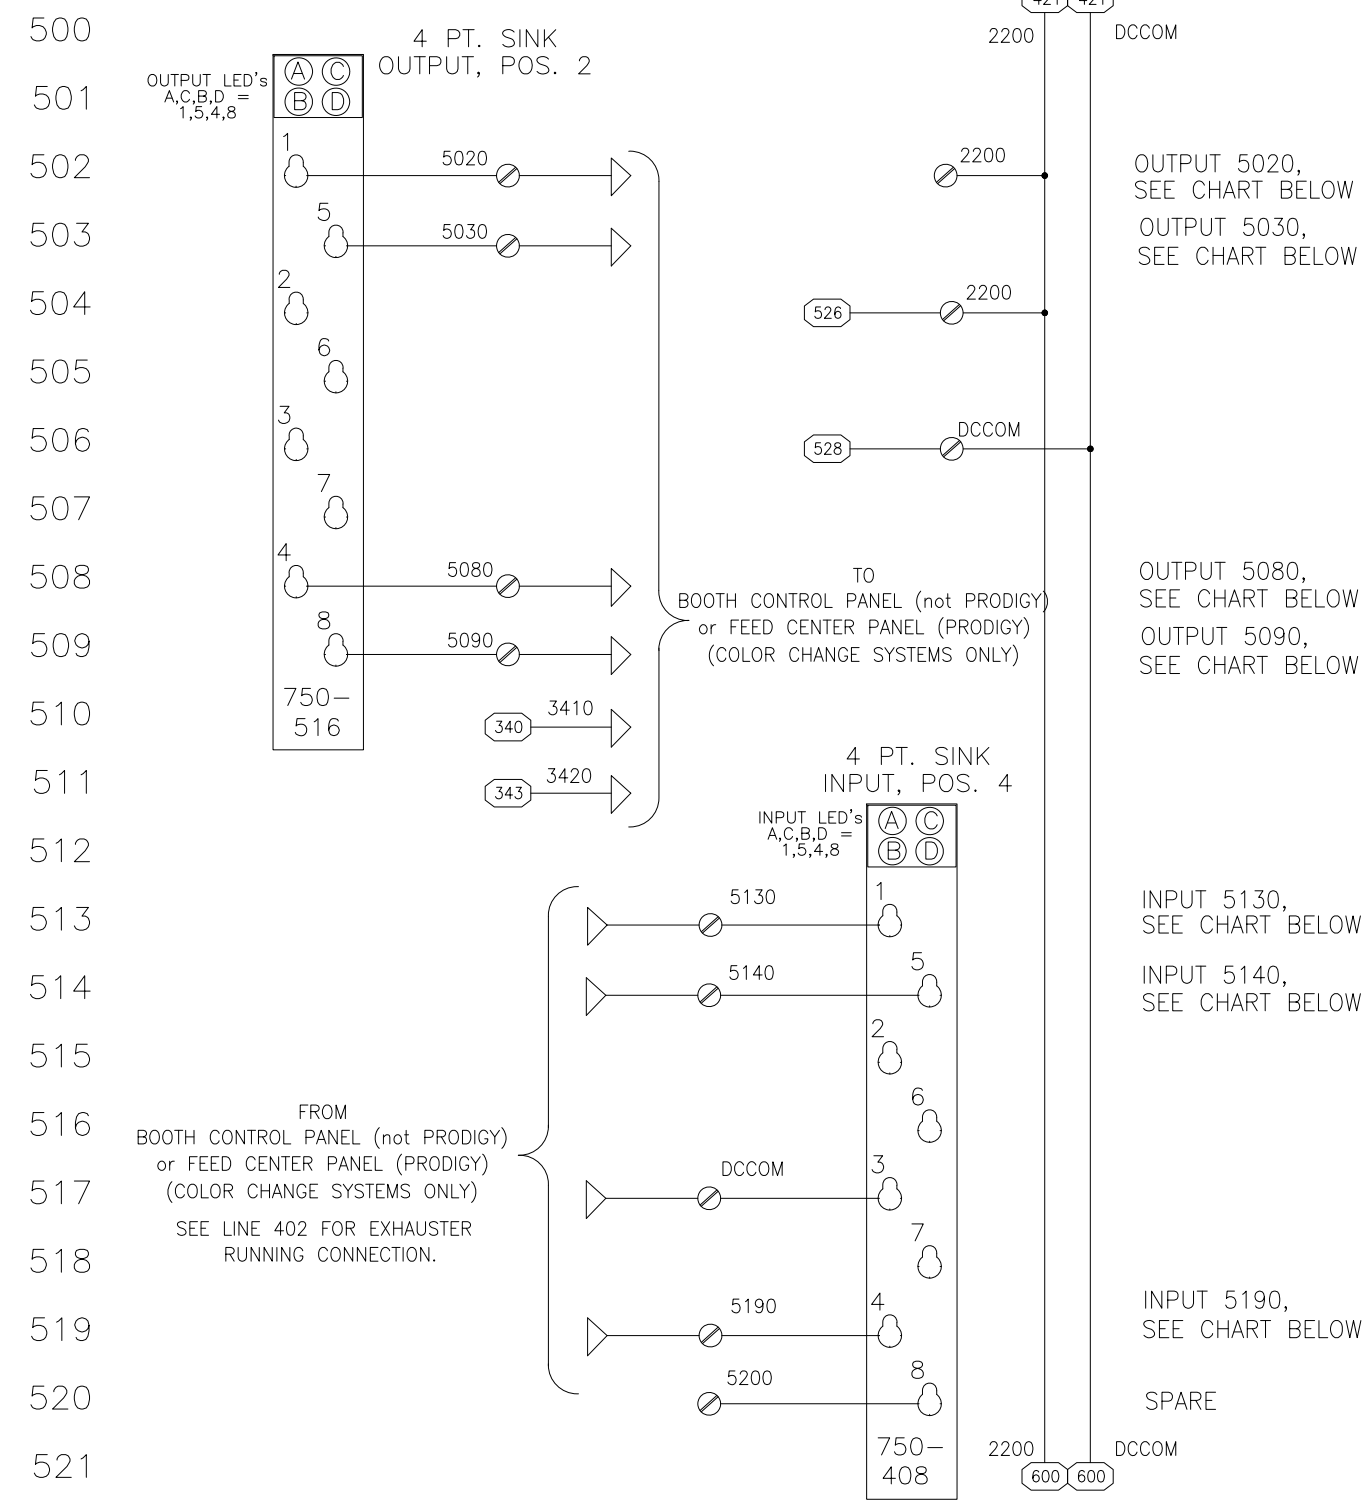 421 421
500
2200
DCCOM
4 PT. SINK
OUTPUT, POS. 2
OUTPUT LED's
A,C,B,D =
1,5,4,8
A C
B D
501
502
1
5020
2200
OUTPUT 5020,
SEE CHART BELOW
503
5
5030
OUTPUT 5030,
SEE CHART BELOW
504
2
526
2200
505
6
506
3
528
DCCOM
507
7
508
4
5080
OUTPUT 5080,
SEE CHART BELOW
TO
BOOTH CONTROL PANEL (not PRODIGY)
or FEED CENTER PANEL (PRODIGY)
(COLOR CHANGE SYSTEMS ONLY)
509
8
5090
OUTPUT 5090,
SEE CHART BELOW
510
750-
516
340
3410
511
343
3420
4 PT. SINK
INPUT, POS. 4
INPUT LED's
A,C,B,D =
1,5,4,8
A C
B D
512
513
5130
1
INPUT 5130,
SEE CHART BELOW
514
5140
5
INPUT 5140,
SEE CHART BELOW
515
2
516
6
FROM
BOOTH CONTROL PANEL (not PRODIGY)
or FEED CENTER PANEL (PRODIGY)
(COLOR CHANGE SYSTEMS ONLY)
SEE LINE 402 FOR EXHAUSTER
RUNNING CONNECTION.
517
DCCOM
3
518
7
519
5190
4
INPUT 5190,
SEE CHART BELOW
520
5200
8
SPARE
521
750-
408
2200
DCCOM
600 600